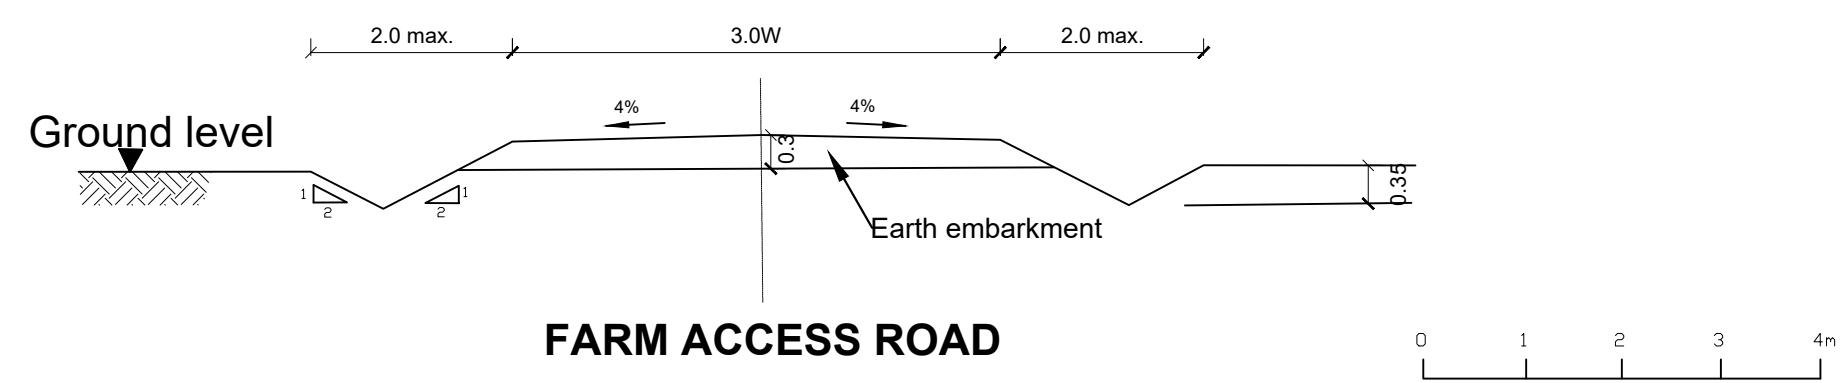 2.0 max.
3.0W
2.0 max.
4%
4%
Ground level
0.3
1
2
2
1
0.35
Earth embarkment
FARM ACCESS ROAD
0 1 2 3 4m